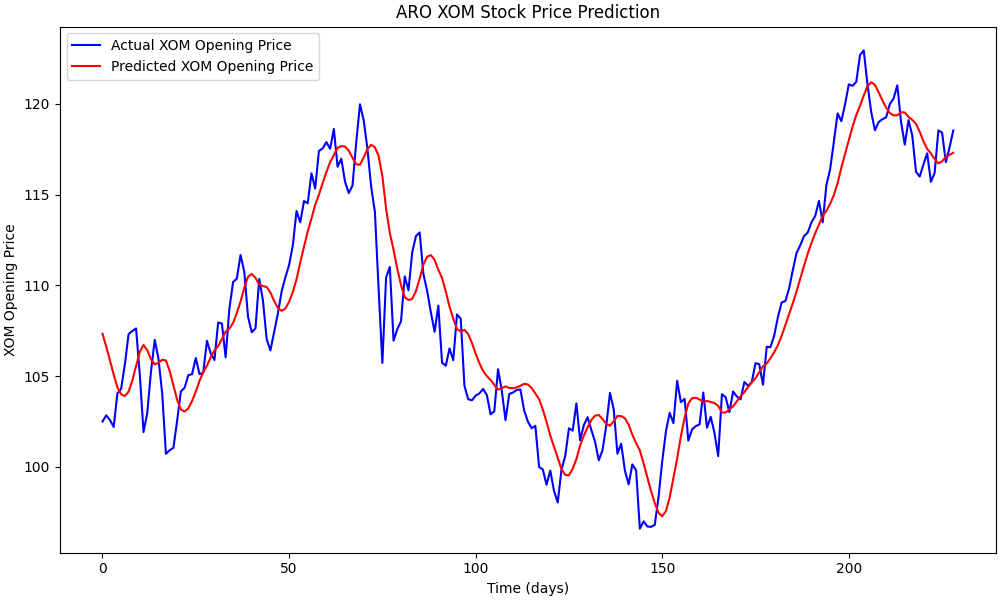 ARO XOM Stock Price Prediction
Actual XOM Opening Price
Predicted XOM Opening Price
XOM Opening Price
120
115
110
105
100
0 50 100 150 200
Time (days)